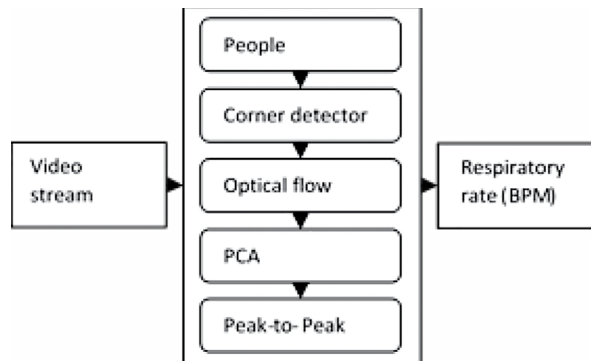 Video
stream
People
Corner detector
Optical flow
PCA
Peak-to- Peak
Respiratory
rate (BPM)